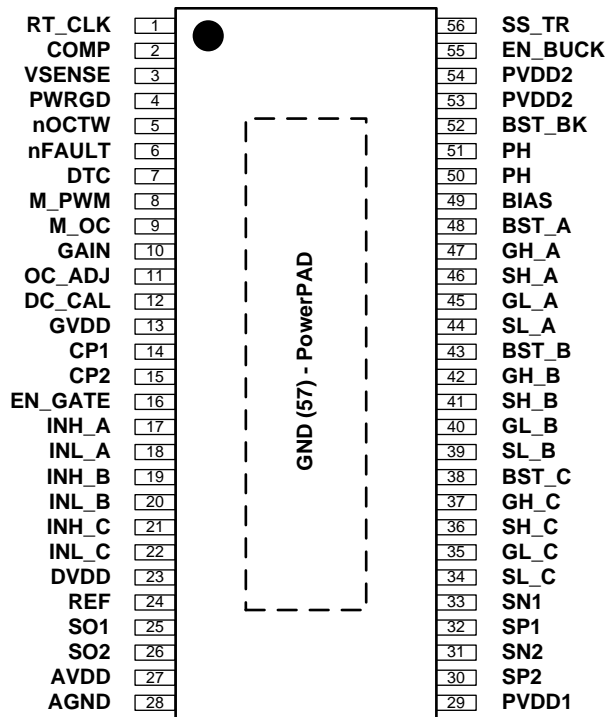 RT_CLK 1 56 SS_TR
COMP 2 55 EN_BUCK
VSENSE 3 54 PVDD2
PWRGD 4 53 PVDD2
nOCTW 5 52 BST_BK
nFAULT 6 51 PH
DTC 7 50 PH
M_PWM 8 49 BIAS
M_OC 9 48 BST_A
GAIN 10 47 GH_A
OC_ADJ 11 46 SH_A
DC_CAL 12 45 GL_A
GVDD 13 44 SL_A
CP1 14 43 BST_B
CP2 15 42 GH_B
EN_GATE 16 41 SH_B
INH_A 17 40 GL_B
INL_A 18 39 SL_B
INH_B 19 38 BST_C
INL_B 20 37 GH_C
INH_C 21 36 SH_C
INL_C 22 35 GL_C
DVDD 23 34 SL_C
REF 24 33 SN1
SO1 25 32 SP1
SO2 26 31 SN2
AVDD 27 30 SP2
AGND 28 29 PVDD1
GND (57) - PowerPAD